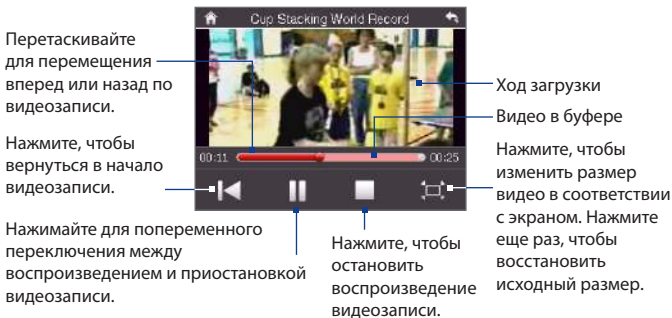 Cup Stacking World Record
Перетаскивайте
для перемещения
вперед или назад по
видеозаписи.
Ход загрузки
Видео в буфере
00:11
00:25
Нажмите, чтобы
вернуться в начало
видеозаписи.
Нажмите, чтобы
изменить размер
видео в соответствии
с экраном. Нажмите
еще раз, чтобы
восстановить
исходный размер.
Нажимайте для попеременного
переключения между
воспроизведением и приостановкой
видеозаписи.
Нажмите, чтобы
остановить
воспроизведение
видеозаписи.